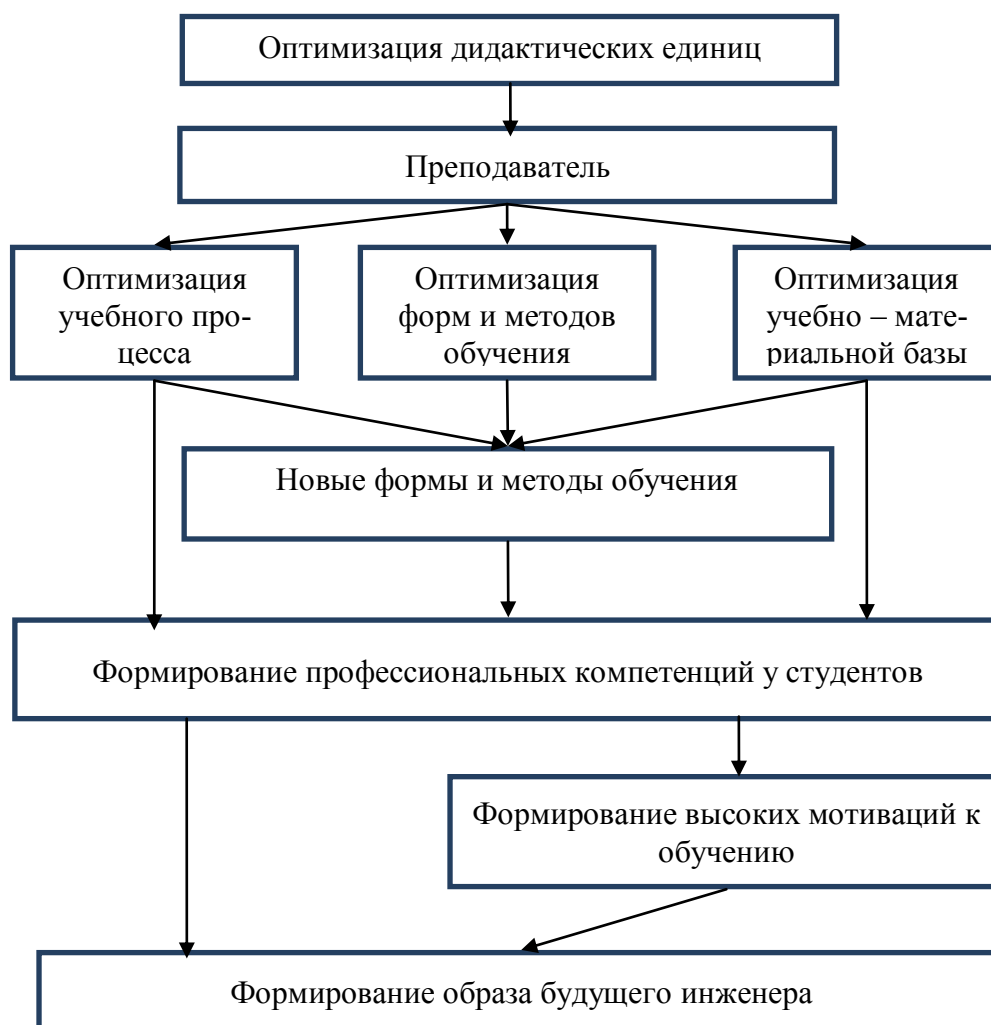 Оптимизация дидактических единиц
Преподаватель
Оптимизация
учебного про-
цесса
Оптимизация
форм и методов
обучения
Оптимизация
учебно – мате-
риальной базы
Новые формы и методы обучения
Формирование профессиональных компетенций у студентов
Формирование высоких мотиваций к
обучению
Формирование образа будущего инженера